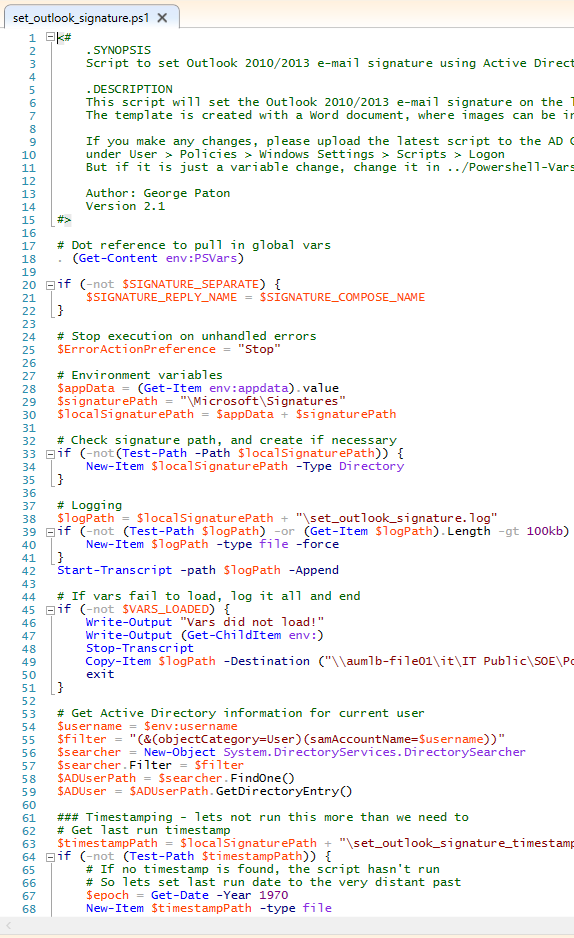 set_outlook_signature.ps1
1 <#
2 .SYNOPSIS
3 Script to set Outlook 2010/2013 e-mail signature using Active Direct
4
5 .DESCRIPTION
6 This script will set the Outlook 2010/2013 e-mail signature on the l
7 The template is created with a Word document, where images can be in
8
9 If you make any changes, please upload the latest script to the AD G
10 under User > Policies > Windows Settings > Scripts > Logon
11 But if it is just a variable change, change it in ../Powershell-Vars
12
13 Author: George Paton
14 Version 2.1
15 #>
16
17 # Dot reference to pull in global vars
18 . (Get-Content env:PSVars)
19
20 if (-not $SIGNATURE_SEPARATE) {
21 $SIGNATURE_REPLY_NAME = $SIGNATURE_COMPOSE_NAME
22 }
23
24 # Stop execution on unhandled errors
25 $ErrorActionPreference = "Stop"
26
27 # Environment variables
28 $appData = (Get-Item env:appdata).value
29 $signaturePath = "\Microsoft\Signatures"
30 $localSignaturePath = $appData + $signaturePath
31
32 # Check signature path, and create if necessary
33 if (-not(Test-Path -Path $localSignaturePath)) {
34 New-Item $localSignaturePath -Type Directory
35 }
36
37 # Logging
38 $logPath = $localSignaturePath + "\set_outlook_signature.log"
39 if (-not (Test-Path $logPath) -or (Get-Item $logPath).Length -gt 100kb)
40 New-Item $logPath -type file -force
41 }
42 Start-Transcript -path $logPath -Append
43
44 # If vars fail to load, log it all and end
45 if (-not $VARS_LOADED) {
46 Write-Output "Vars did not load!"
47 Write-Output (Get-ChildItem env:)
48 Stop-Transcript
49 Copy-Item $logPath -Destination ("\\aumlb-file01\it\IT Public\SOE\Po
50 exit
51 }
52
53 # Get Active Directory information for current user
54 $username = $env:username
55 $filter = "(&(objectCategory=User)(samAccountName=$username))"
56 $searcher = New-Object System.DirectoryServices.DirectorySearcher
57 $searcher.Filter = $filter
58 $ADUserPath = $searcher.FindOne()
59 $ADUser = $ADUserPath.GetDirectoryEntry()
60
61 ### Timestamping - lets not run this more than we need to
62 # Get last run timestamp
63 $timestampPath = $localSignaturePath + "\set_outlook_signature_timestamp
64 if (-not (Test-Path $timestampPath)) {
65 # If no timestamp is found, the script hasn't run
66 # So lets set last run date to the very distant past
67 $epoch = Get-Date -Year 1970
68 New-Item $timestampPath -type file